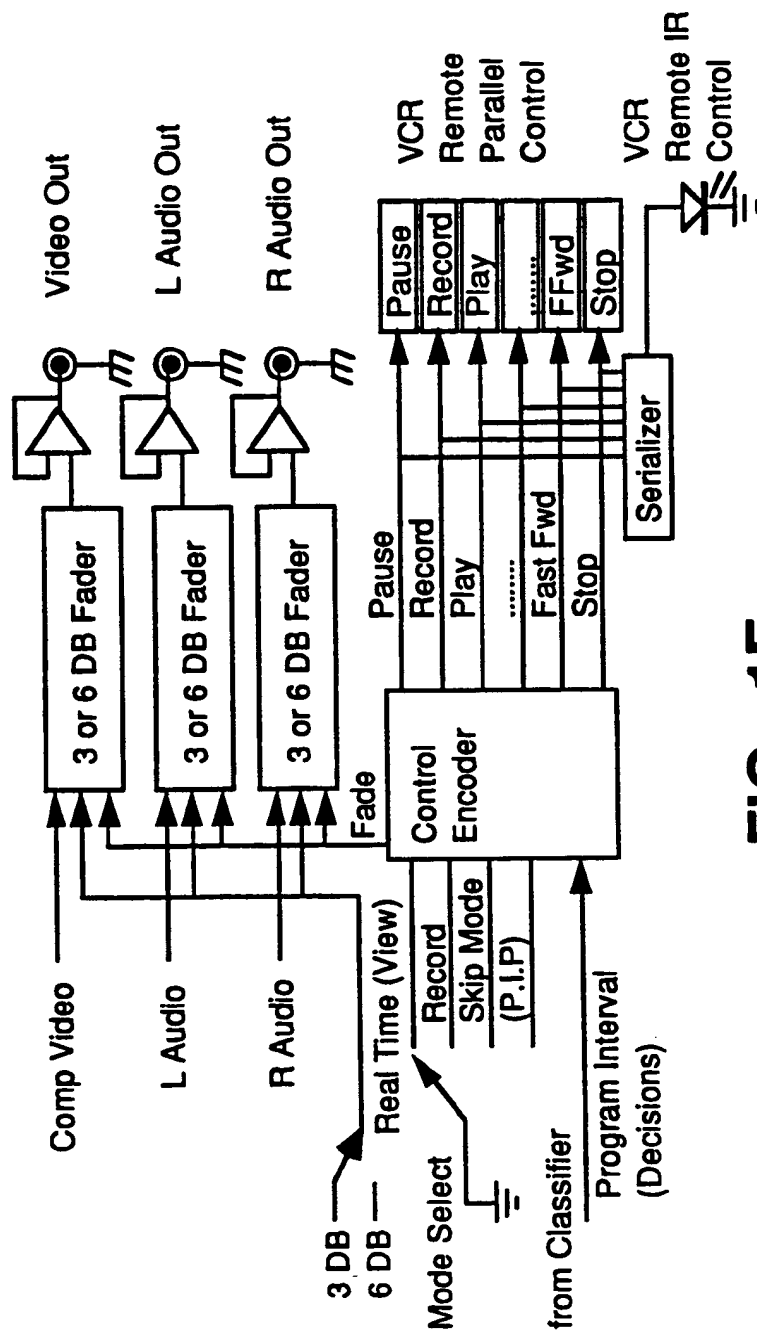 Comp Video
L Audio
R Audio
3 or 6 DB Fader
3 or 6 DB Fader
3 or 6 DB Fader
Video Out
L Audio Out
R Audio Out
3 DB
6 DB
Fade
Real Time (View)
Record
Skip Mode
(P.I.P)
Mode Select
from Classifier
Program Interval
(Decisions)
Control
Encoder
Pause
Record
Play
........
Fast Fwd
Stop
Pause
Record
Play
........
FFwd
Stop
VCR
Remote
Parallel
Control
Serializer
VCR
Remote IR
Control